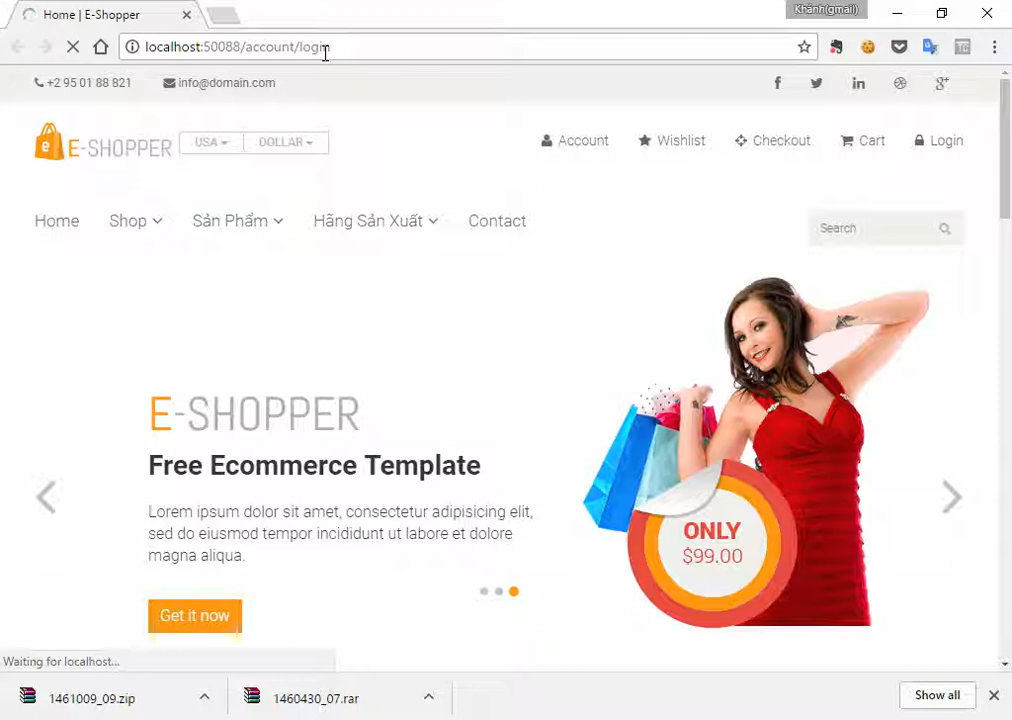 Home | E-Shopper
Khánh(gmail)
localhost:50088/account/login
+2 95 01 88 821
info@domain.com
E-SHOPPER
USA
DOLLAR
Account
Wishlist
Checkout
Cart
Login
Home
Shop
Sản Phẩm
Hãng Sản Xuất
Contact
Search
E-SHOPPER
Free Ecommerce Template
Lorem ipsum dolor sit amet, consectetur adipisicing elit,
sed do eiusmod tempor incididunt ut labore et dolore
magna aliqua.
ONLY
$99.00
Get it now
Waiting for localhost...
1461009_09.zip
1460430_07.rar
Show all